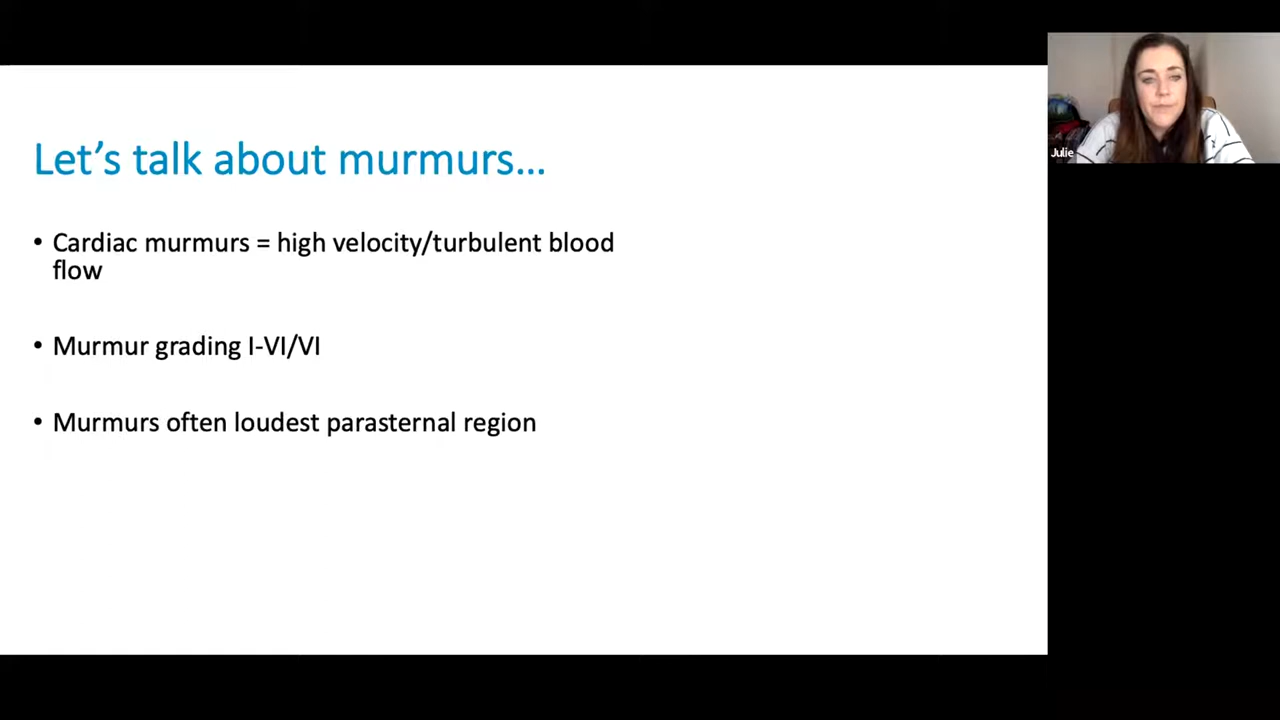 Let’s talk about murmurs…
• Cardiac murmurs = high velocity/turbulent blood
flow
• Murmur grading I-VI/VI
• Murmurs often loudest parasternal region
Julie